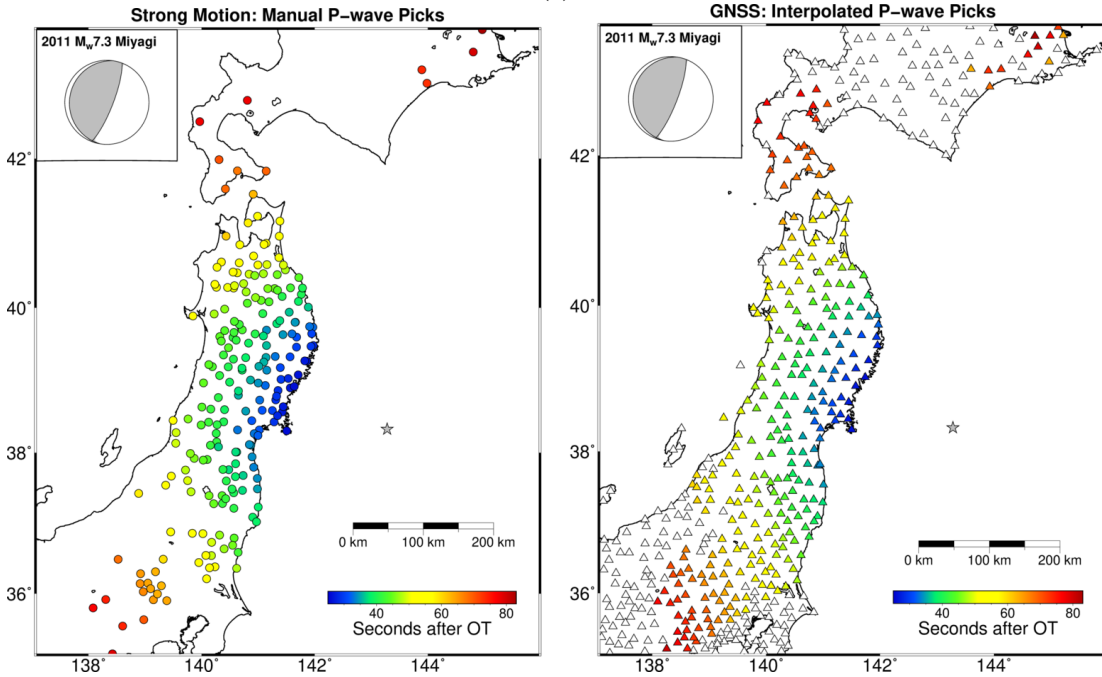 Strong Motion: Manual P-wave Picks
2011 Mw7.3 Miyagi
42°
40°
38°
36°
138
140
142
144
0 km 100 km 200 km
40 60 80
Seconds after OT
GNSS: Interpolated P-wave Picks
2011 Mw7.3 Miyagi
42°
40°
38°
36°
138
140
142
144°
0 km 100 km 200 km
40 60 80
Seconds after OT